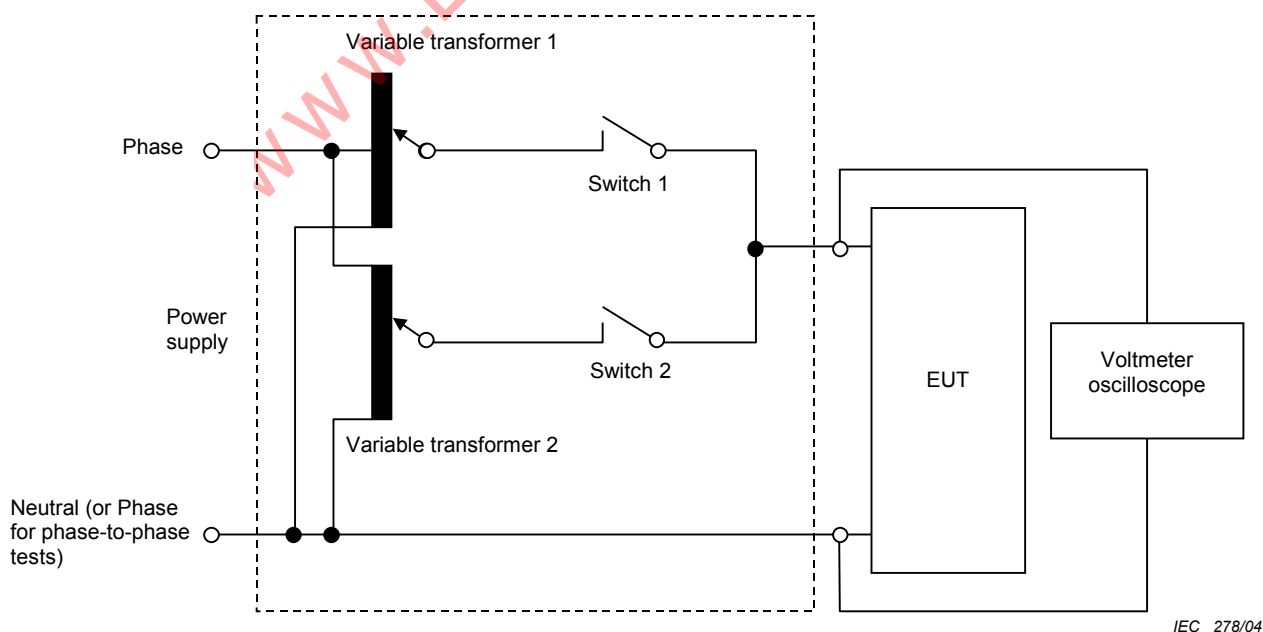 Variable transformer 1
Phase
Switch 1
Power
supply
Switch 2
EUT
Voltmeter
oscilloscope
Variable transformer 2
Neutral (or Phase
for phase-to-phase
tests)
IEC 278/04
www.